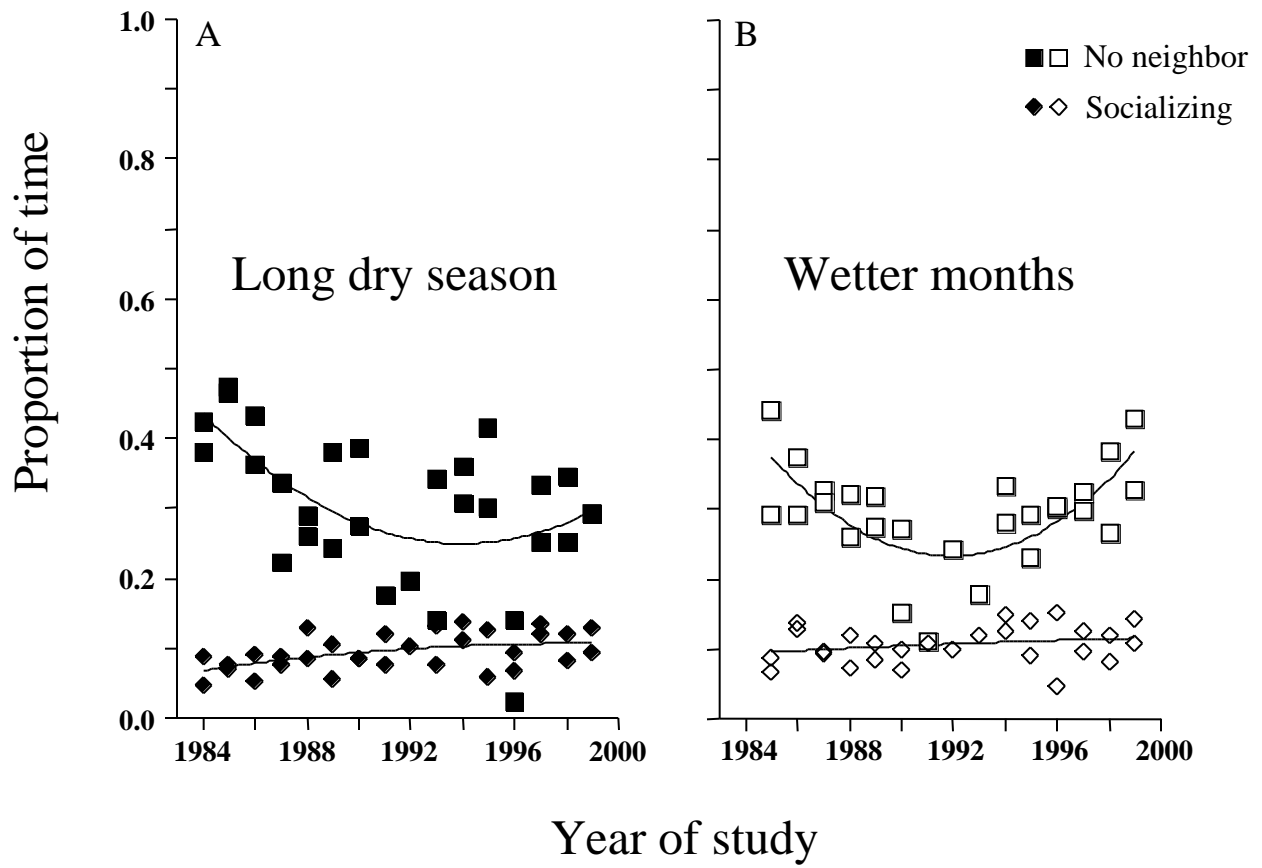 A
B
No neighbor
Socializing
Proportion of time
1.0
0.8
0.6
0.4
0.2
0.0
Long dry season
Wetter months
1984 1988 1992 1996 2000
1984 1988 1992 1996 2000
Year of study